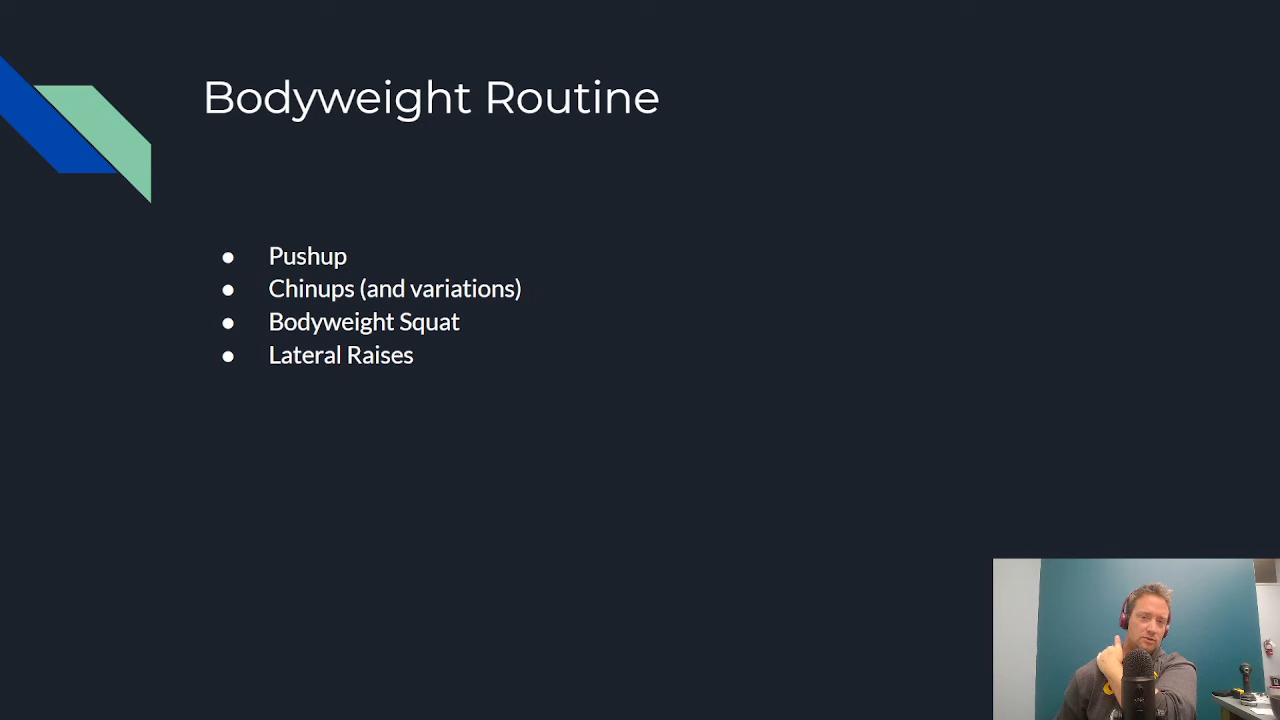 Bodyweight Routine
● Pushup
● Chinups (and variations)
● Bodyweight Squat
● Lateral Raises